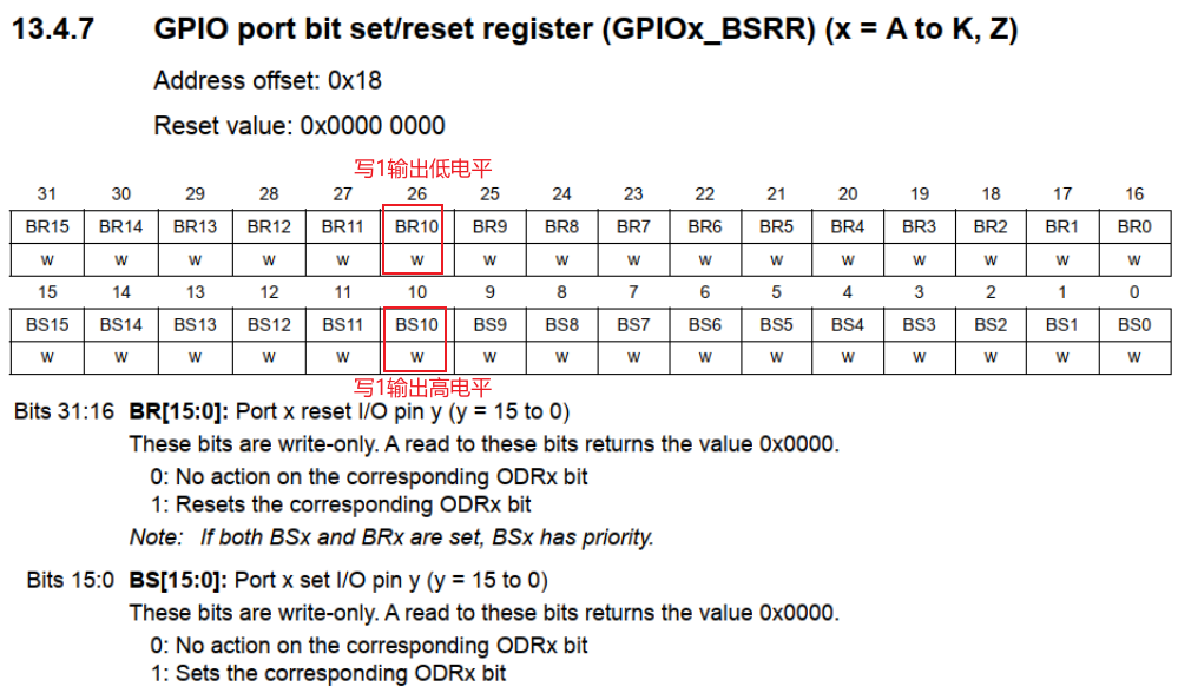 13.4.7 GPIO port bit set/reset register (GPIOx_BSRR) (x = A to K, Z)
Address offset: 0x18
Reset value: 0x0000 0000
写1输出低电平
31 30 29 28 27 26 25 24 23 22 21 20 19 18 17 16
BR15 BR14 BR13 BR12 BR11 BR10 BR9 BR8 BR7 BR6 BR5 BR4 BR3 BR2 BR1 BR0
w w w w w w w w w w w w w w w w
15 14 13 12 11 10 9 8 7 6 5 4 3 2 1 0
BS15 BS14 BS13 BS12 BS11 BS10 BS9 BS8 BS7 BS6 BS5 BS4 BS3 BS2 BS1 BS0
w w w w w w w w w w w w w w w w
写1输出高电平
Bits 31:16 BR[15:0]: Port x reset I/O pin y (y = 15 to 0)
These bits are write-only. A read to these bits returns the value 0x0000.
0: No action on the corresponding ODRx bit
1: Resets the corresponding ODRx bit
Note: If both BSx and BRx are set, BSx has priority.
Bits 15:0 BS[15:0]: Port x set I/O pin y (y = 15 to 0)
These bits are write-only. A read to these bits returns the value 0x0000.
0: No action on the corresponding ODRx bit
1: Sets the corresponding ODRx bit